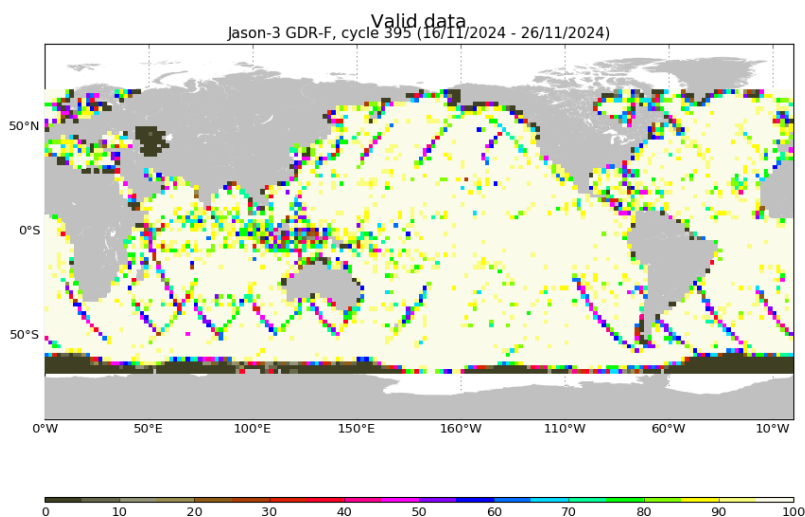 Valid data
Jason-3 GDR-F, cycle 395 (16/11/2024 - 26/11/2024)
50°N
0°S
50°S
0°W 50°E 100°E 150°E 160°W 110°W 60°W 10°W
0 10 20 30 40 50 60 70 80 90 100